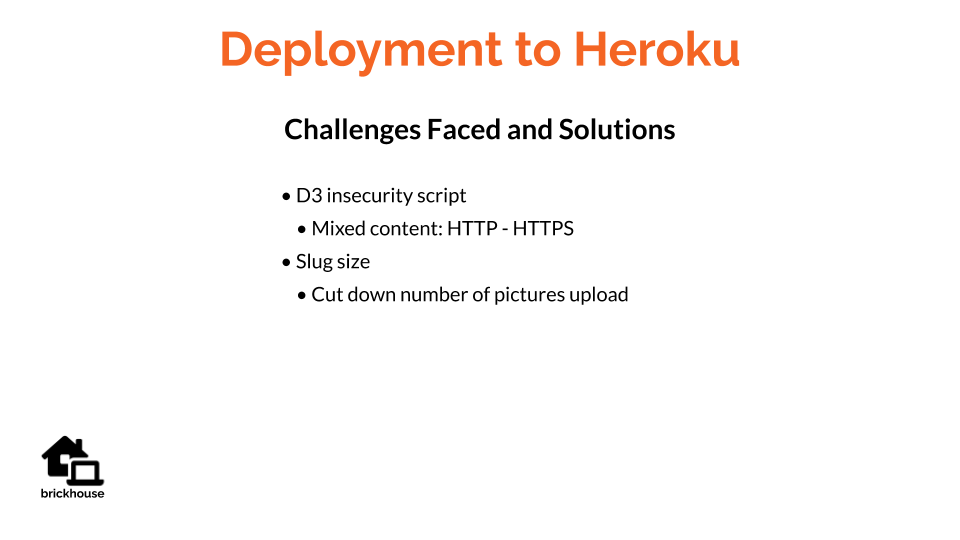 Deployment to Heroku
Challenges Faced and Solutions
• D3 insecurity script
• Mixed content: HTTP - HTTPS
• Slug size
• Cut down number of pictures upload
brickhouse